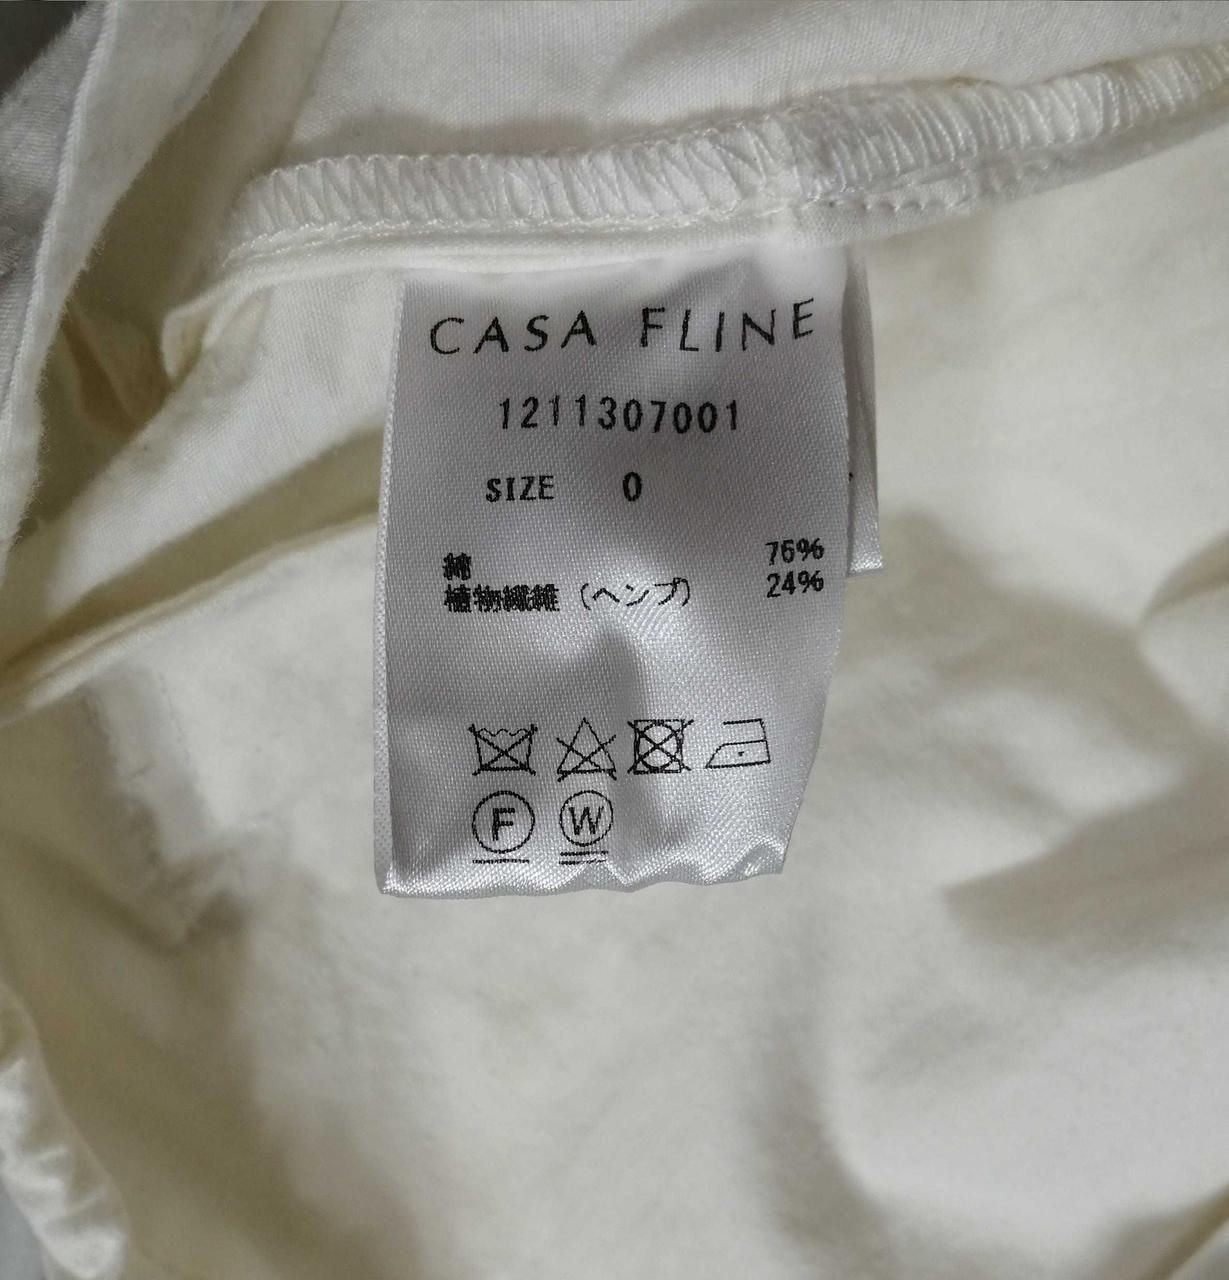 CASA FLINE
1211307001
SIZE 0
綿 76%
植物繊維（ヘンプ） 24%
F W